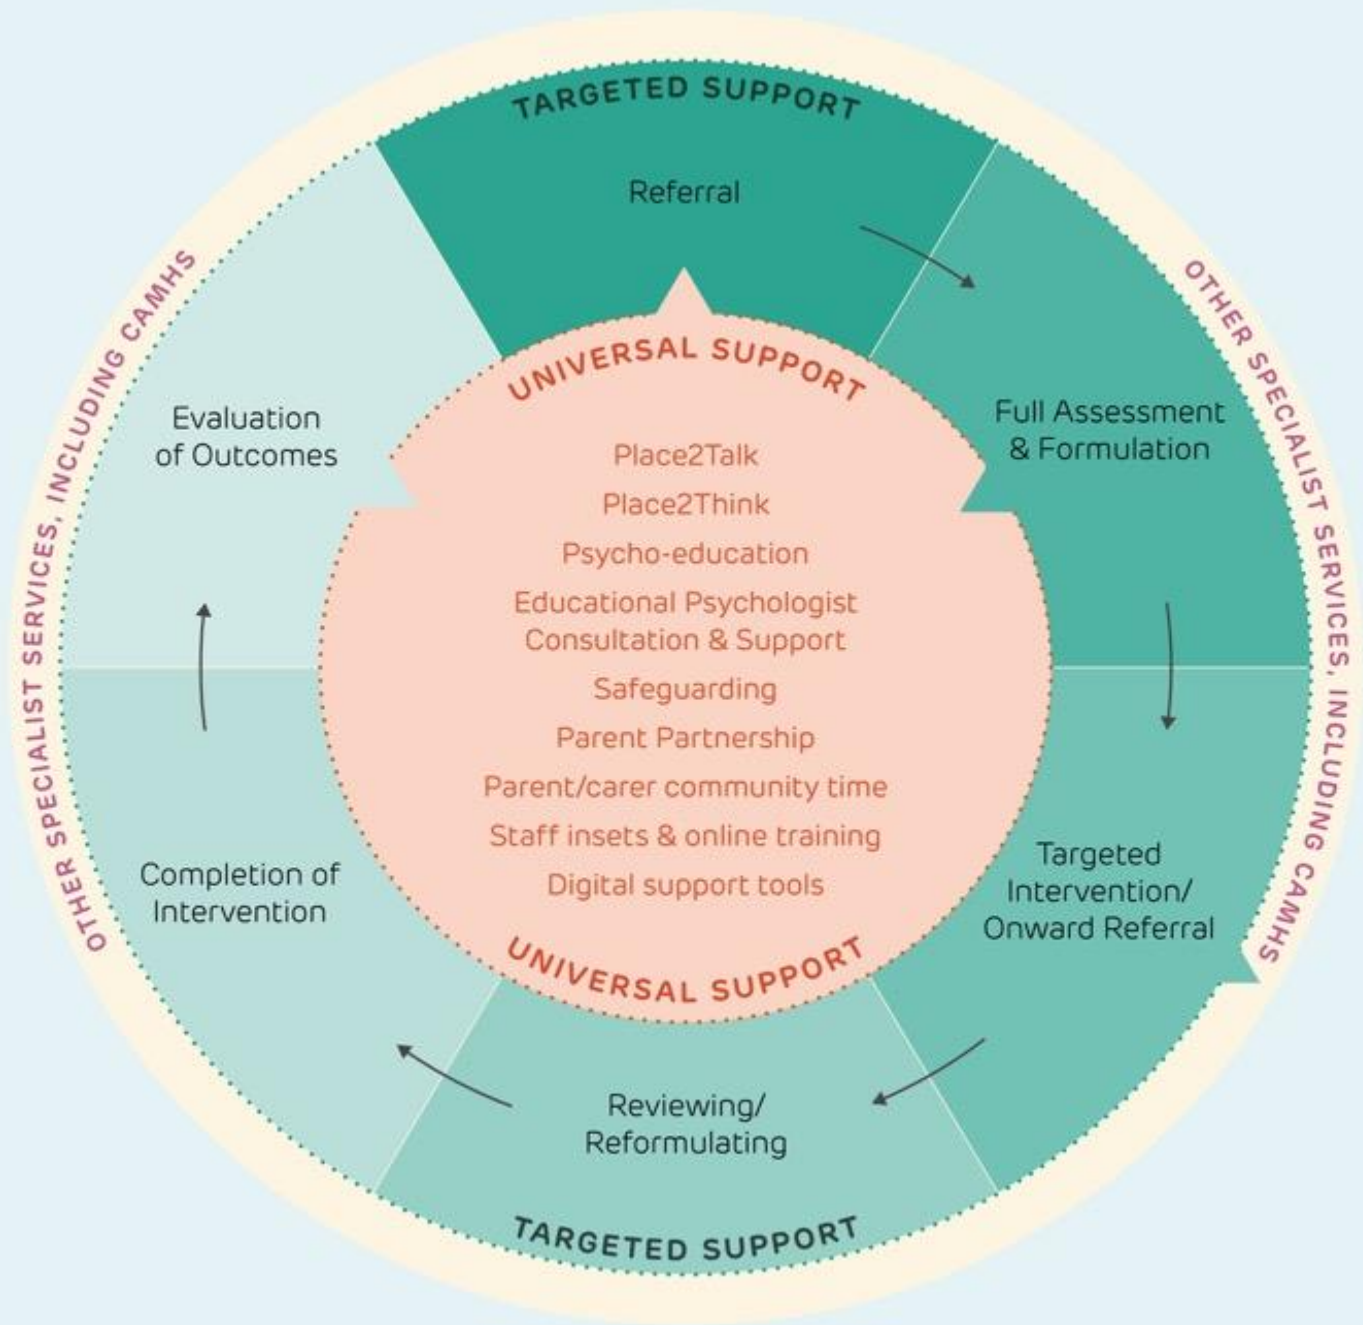 TARGETED SUPPORT
Referral
OTHER SPECIALIST SERVICES, INCLUDING CAMHS
OTHER SPECIALIST SERVICES, INCLUDING CAMHS
Full Assessment
& Formulation
Targeted
Intervention/
Onward Referral
Reviewing/
Reformulating
Completion of
Intervention
Evaluation
of Outcomes
UNIVERSAL SUPPORT
Place2Talk
Place2Think
Psycho-education
Educational Psychologist
Consultation & Support
Safeguarding
Parent Partnership
Parent/carer community time
Staff insets & online training
Digital support tools
UNIVERSAL SUPPORT
TARGETED SUPPORT